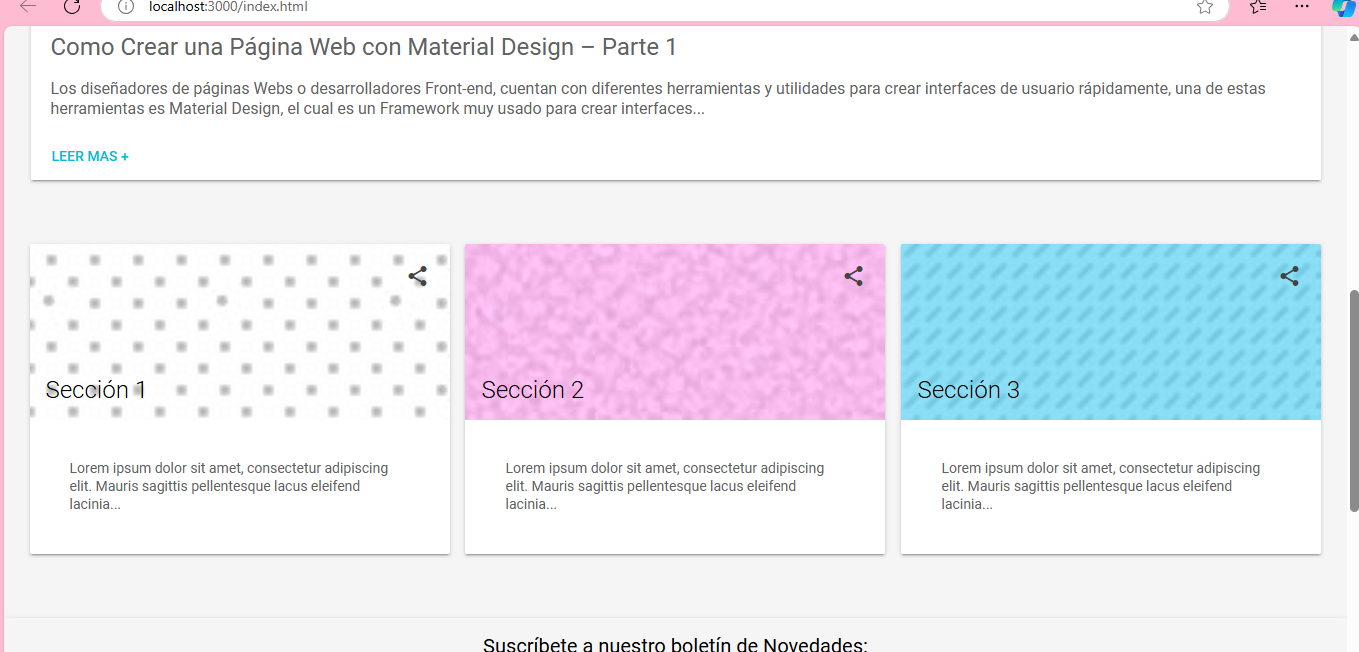 localhost:3000/index.html
Como Crear una Página Web con Material Design – Parte 1
Los diseñadores de páginas Webs o desarrolladores Front-end, cuentan con diferentes herramientas y utilidades para crear interfaces de usuario rápidamente, una de estas
herramientas es Material Design, el cual es un Framework muy usado para crear interfaces...
LEER MAS +
Sección 1
Lorem ipsum dolor sit amet, consectetur adipiscing
elit. Mauris sagittis pellentesque lacus eleifend
lacinia...
Sección 2
Lorem ipsum dolor sit amet, consectetur adipiscing
elit. Mauris sagittis pellentesque lacus eleifend
lacinia...
Sección 3
Lorem ipsum dolor sit amet, consectetur adipiscing
elit. Mauris sagittis pellentesque lacus eleifend
lacinia...
Suscríbete a nuestro boletín de Novedades: